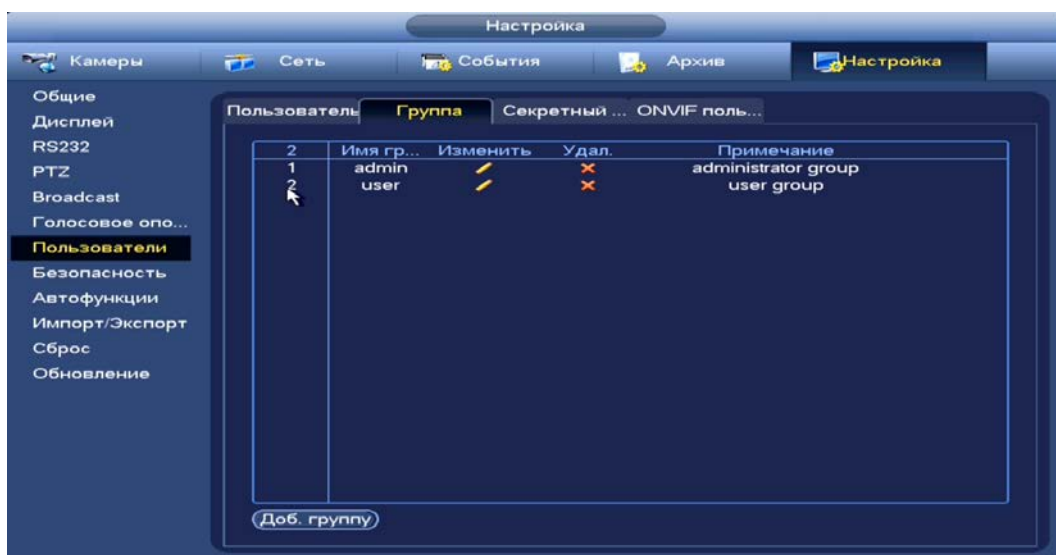 Настройка
Камеры Сеть События Архив Настройка
Общие
Дисплей
RS232
PTZ
Broadcast
Голосовое опо...
Пользователи
Безопасность
Автофункции
Импорт/Экспорт
Сброс
Обновление
Пользователь Группа Секретный ... ONVIF поль...
2 Имя гр... Изменить Удал. Примечание
1 admin administrator group
2 user user group
Доб. группу